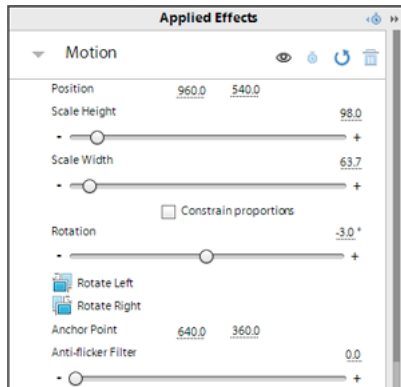 Applied Effects
Motion
Position 960.0 540.0
Scale Height 98.0
- +
Scale Width 63.7
- +
Constrain proportions
Rotation -3.0 °
- +
Rotate Left
Rotate Right
Anchor Point 640.0 360.0
Anti-flicker Filter 0.0
- +